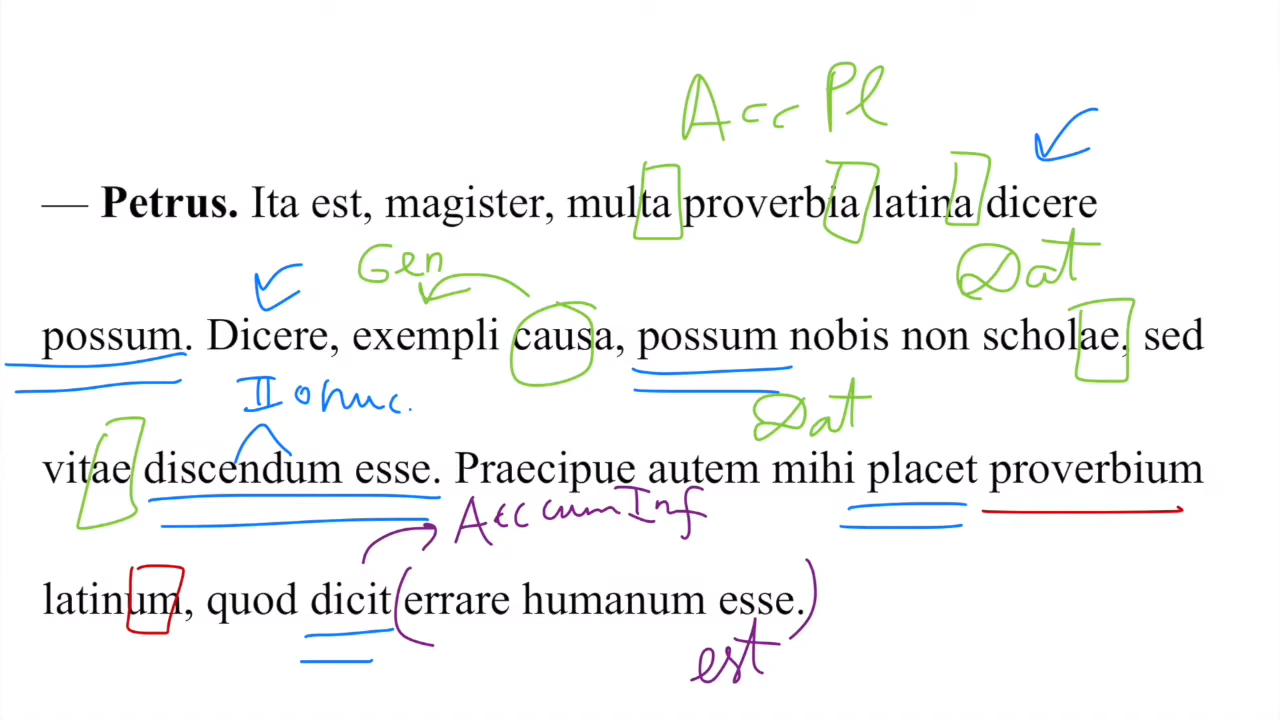 Acc Pl
— Petrus. Ita est, magister, multa proverbia latina dicere
Gen
Dat
possum. Dicere, exempli causa, possum nobis non scholae, sed
II
Dat
vitae discendum esse. Praecipue autem mihi placet proverbium
Acc cum Inf
latinum, quod dicit (errare humanum esse.)
est